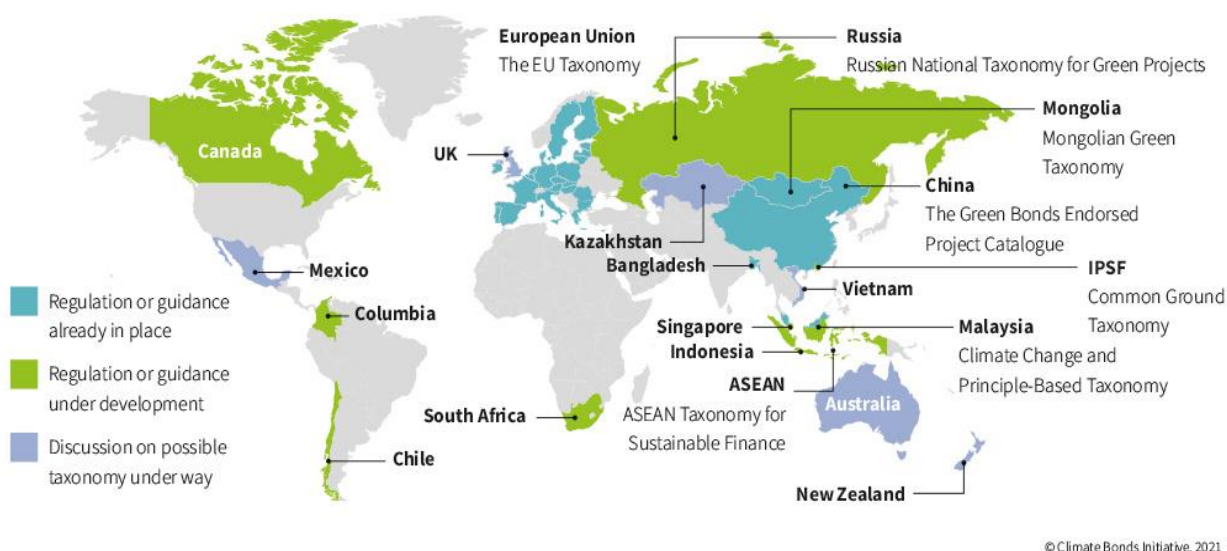 European Union
The EU Taxonomy
Russia
Russian National Taxonomy for Green Projects
Mongolia
Mongolian Green
Taxonomy
Canada
UK
China
The Green Bonds Endorsed
Project Catalogue
Kazakhstan
Bangladesh
IPSF
Common Ground
Taxonomy
Mexico
Vietnam
Regulation or guidance
already in place
Columbia
Singapore
Indonesia
Malaysia
Climate Change and
Principle-Based Taxonomy
Regulation or guidance
under development
ASEAN
ASEAN Taxonomy for
Sustainable Finance
Australia
South Africa
Discussion on possible
taxonomy under way
Chile
New Zealand
© Climate Bonds Initiative, 2021